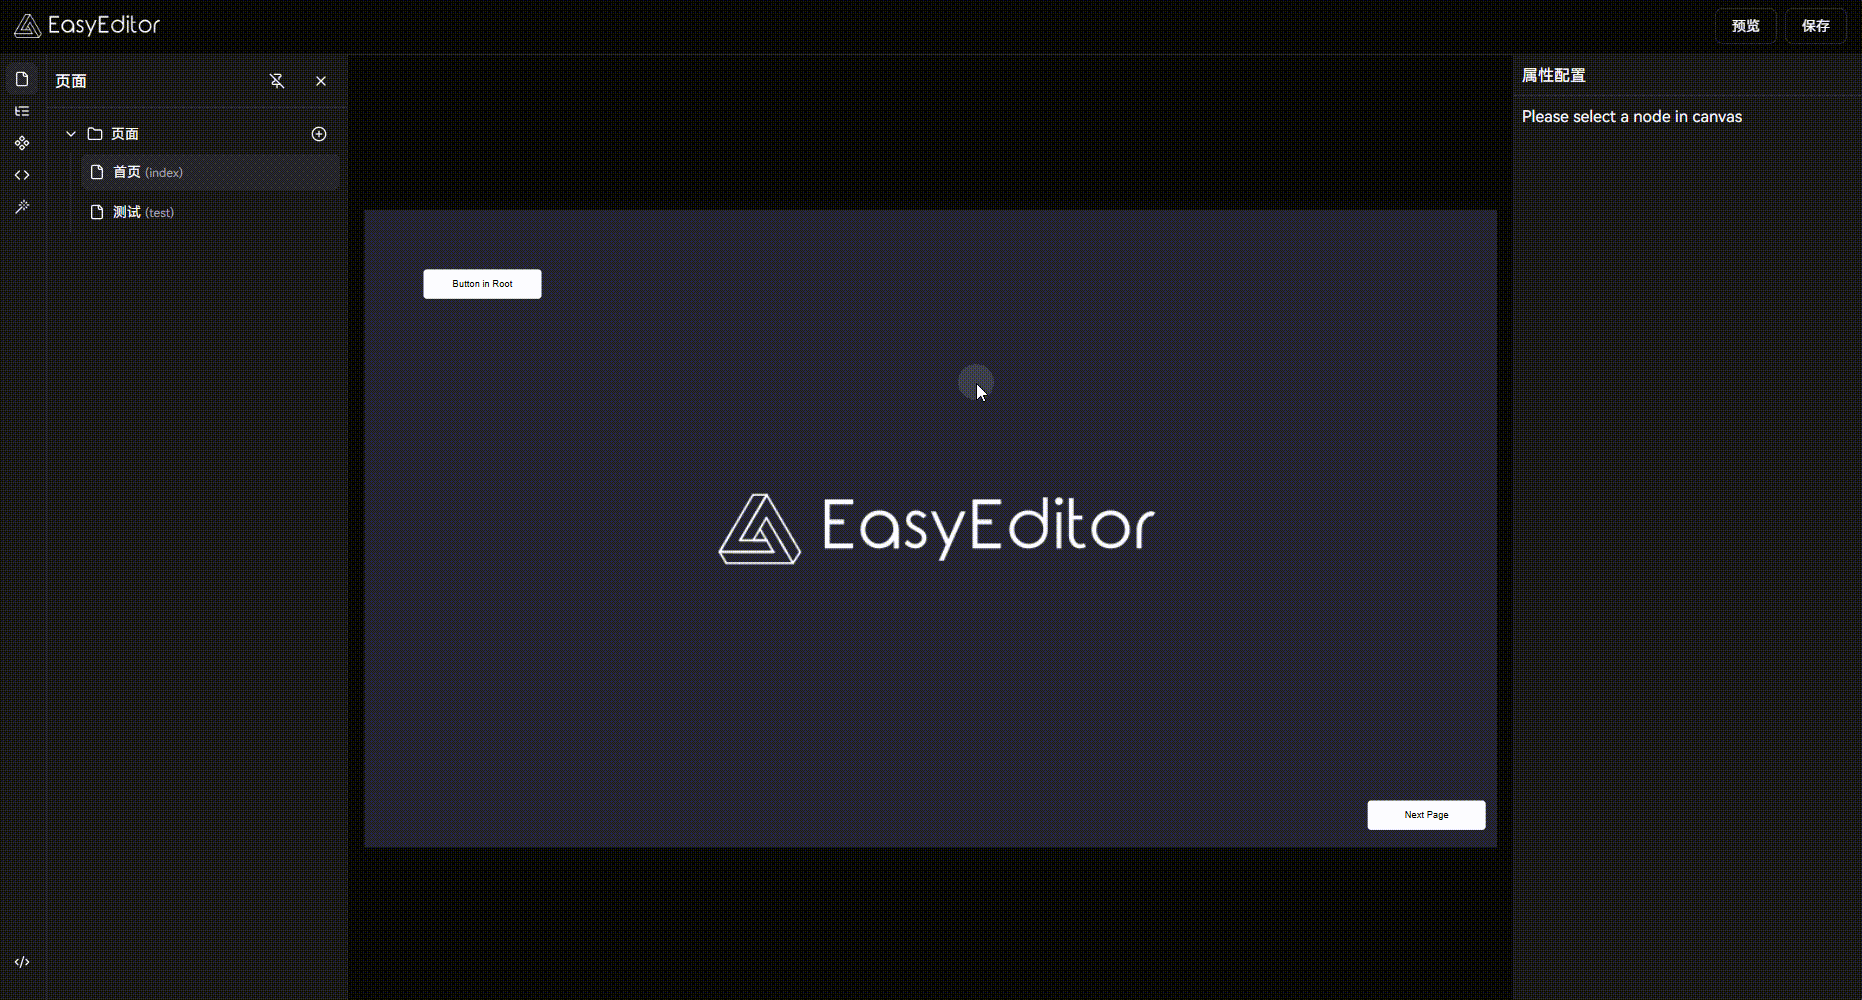 EasyEditor
预览
保存
页面
页面
首页 (index)
测试 (test)
Button in Root
EasyEditor
Next Page
属性配置
Please select a node in canvas